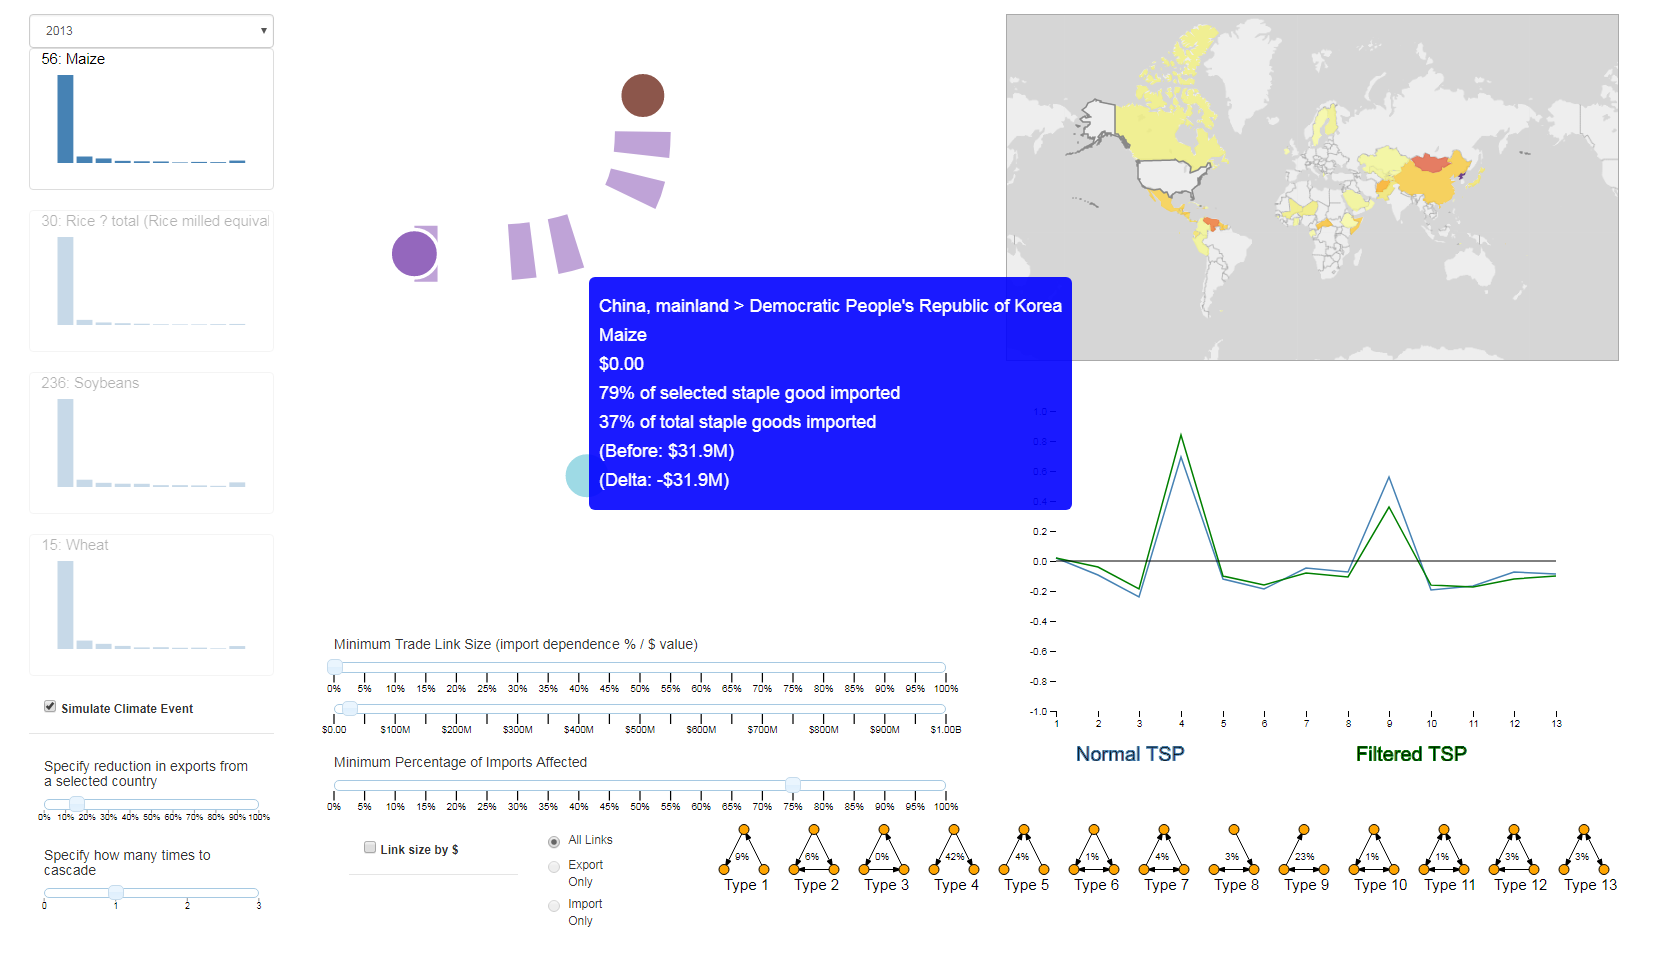 2013
56: Maize
30: Rice ? total (Rice milled equival
236: Soybeans
15: Wheat
Simulate Climate Event
Specify reduction in exports from
a selected country
0% 10% 20% 30% 40% 50% 60% 70% 80% 90% 100%
Specify how many times to
cascade
0 1 2 3
China, mainland > Democratic People's Republic of Korea
Maize
$0.00
79% of selected staple good imported
37% of total staple goods imported
(Before: $31.9M)
(Delta: -$31.9M)
Minimum Trade Link Size (import dependence % / $ value)
0% 5% 10% 15% 20% 25% 30% 35% 40% 45% 50% 55% 60% 65% 70% 75% 80% 85% 90% 95% 100%
$0.00 $100M $200M $300M $400M $500M $600M $700M $800M $900M $1.00B
Minimum Percentage of Imports Affected
0% 5% 10% 15% 20% 25% 30% 35% 40% 45% 50% 55% 60% 65% 70% 75% 80% 85% 90% 95% 100%
Link size by $
All Links
Export
Only
Import
Only
1.0
0.8
0.6
0.4
0.2
0.0
-0.2
-0.4
-0.6
-0.8
-1.0
1 2 3 4 5 6 7 8 9 10 11 12 13
Normal TSP Filtered TSP
9% 6% 0% 42% 4% 1% 4% 3% 23% 1% 1% 3% 3%
Type 1 Type 2 Type 3 Type 4 Type 5 Type 6 Type 7 Type 8 Type 9 Type 10 Type 11 Type 12 Type 13